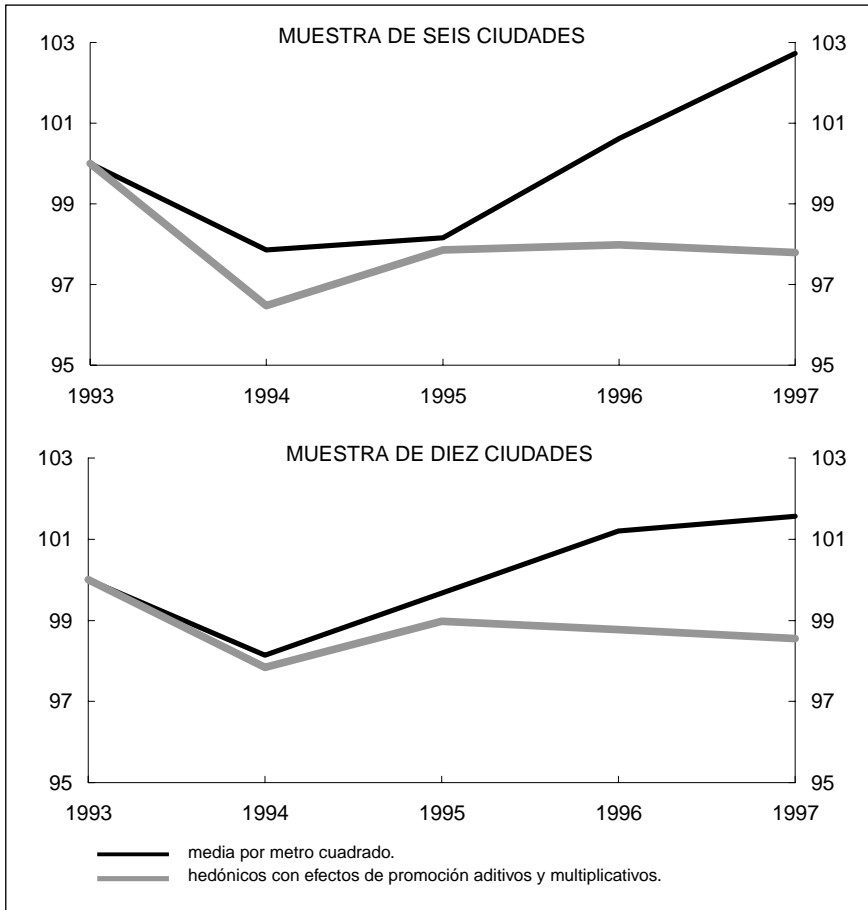 MUESTRA DE SEIS CIUDADES
103 103
101 101
99 99
97 97
95 95
1993 1994 1995 1996 1997
MUESTRA DE DIEZ CIUDADES
103 103
101 101
99 99
97 97
95 95
1993 1994 1995 1996 1997
media por metro cuadrado.
hedónicos con efectos de promoción aditivos y multiplicativos.